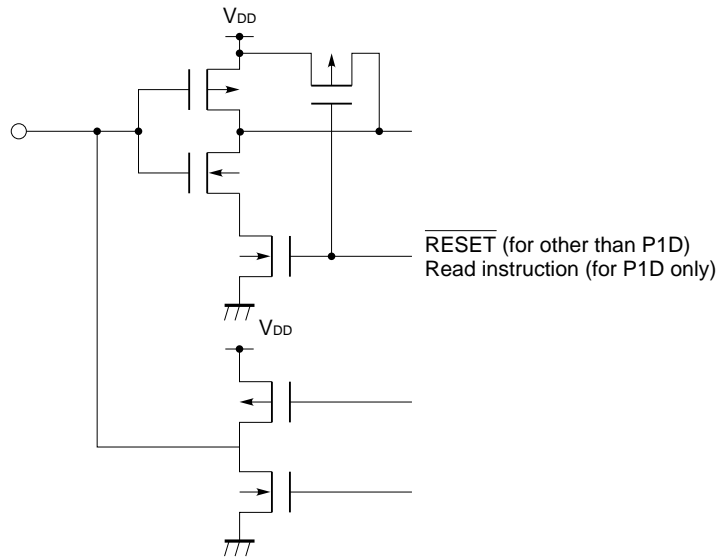 VDD
RESET (for other than P1D)
Read instruction (for P1D only)
VDD